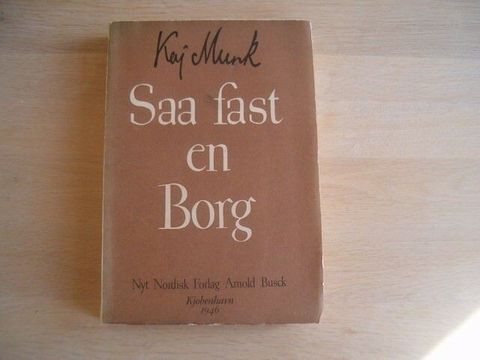 Kaj Munk
Saa fast
en
Borg
Nyt Nordisk Forlag Arnold Busck
Kjøbenhavn
1946